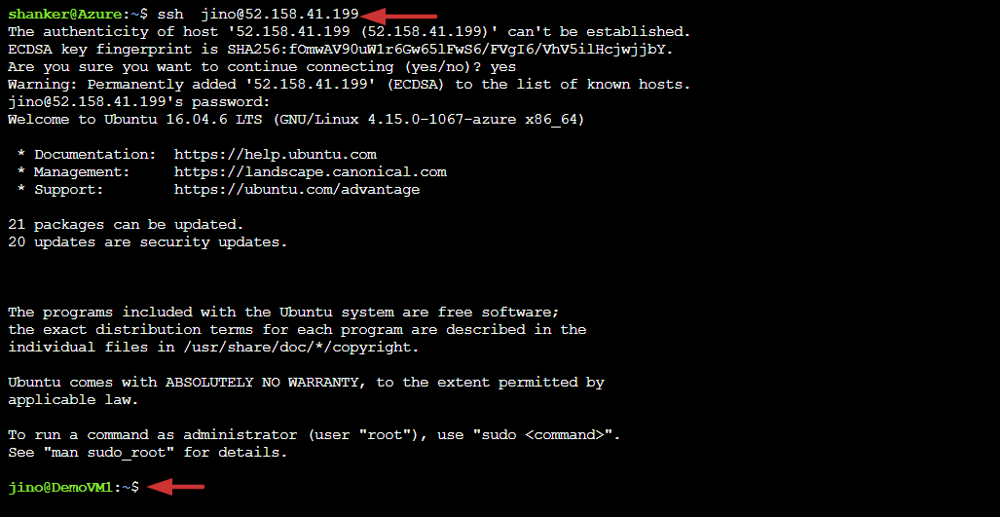 shanker@Azure:~$ ssh  jino@52.158.41.199
The authenticity of host '52.158.41.199 (52.158.41.199)' can't be established.
ECDSA key fingerprint is SHA256:fOmwAV90uW1r6Gw65lFwS6/FVgI6/VhV5ilHcjwjjbY.
Are you sure you want to continue connecting (yes/no)? yes
Warning: Permanently added '52.158.41.199' (ECDSA) to the list of known hosts.
jino@52.158.41.199's password:
Welcome to Ubuntu 16.04.6 LTS (GNU/Linux 4.15.0-1067-azure x86_64)
 * Documentation:  https://help.ubuntu.com
 * Management:     https://landscape.canonical.com
 * Support:        https://ubuntu.com/advantage
21 packages can be updated.
20 updates are security updates.
The programs included with the Ubuntu system are free software;
the exact distribution terms for each program are described in the
individual files in /usr/share/doc/*/copyright.
Ubuntu comes with ABSOLUTELY NO WARRANTY, to the extent permitted by
applicable law.
To run a command as administrator (user "root"), use "sudo <command>".
See "man sudo_root" for details.
jino@DemoVM1:~$